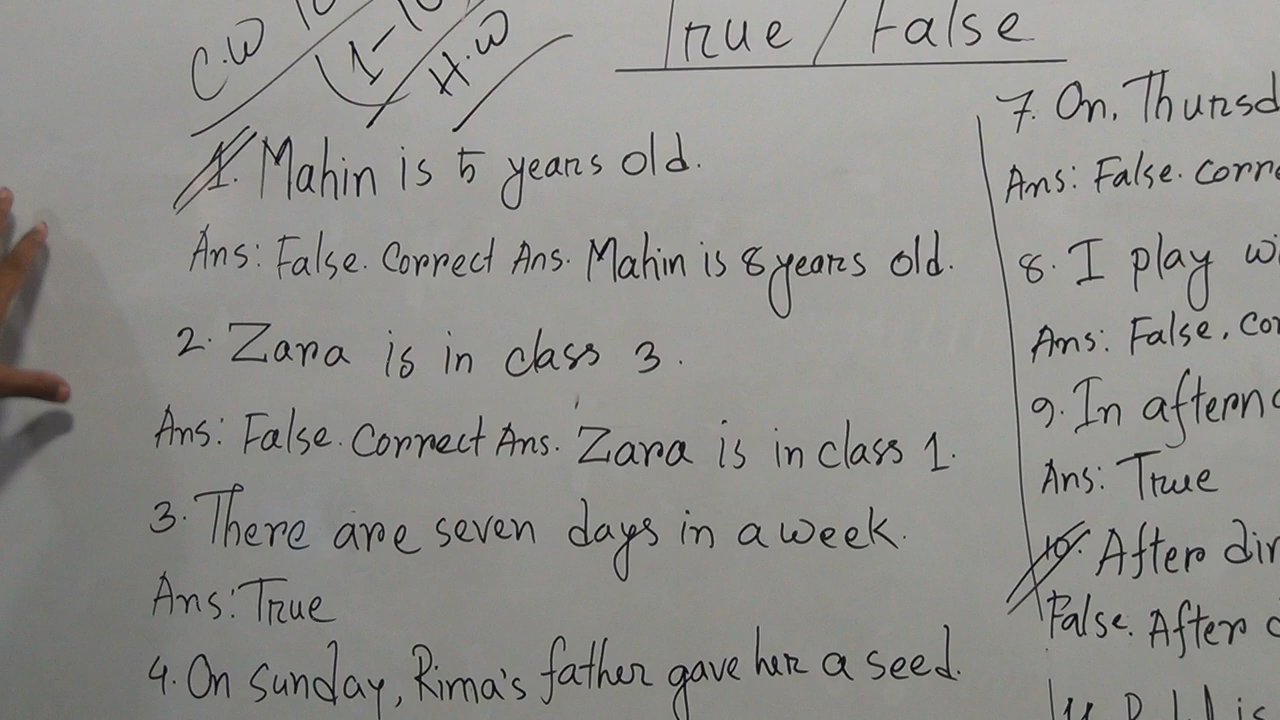 C.W
H.W
True / False
1. Mahin is 5 years old.
Ans: False. Correct Ans. Mahin is 8 years old.
2. Zara is in class 3.
Ans: False. Correct Ans. Zara is in class 1.
3. There are seven days in a week.
Ans: True
4. On Sunday, Rima's father gave her a seed.
7. On, Thursd
Ans: False. Corre
8. I play wi
Ans: False, Cor
9. In aftern
Ans: True
10. After din
False. After